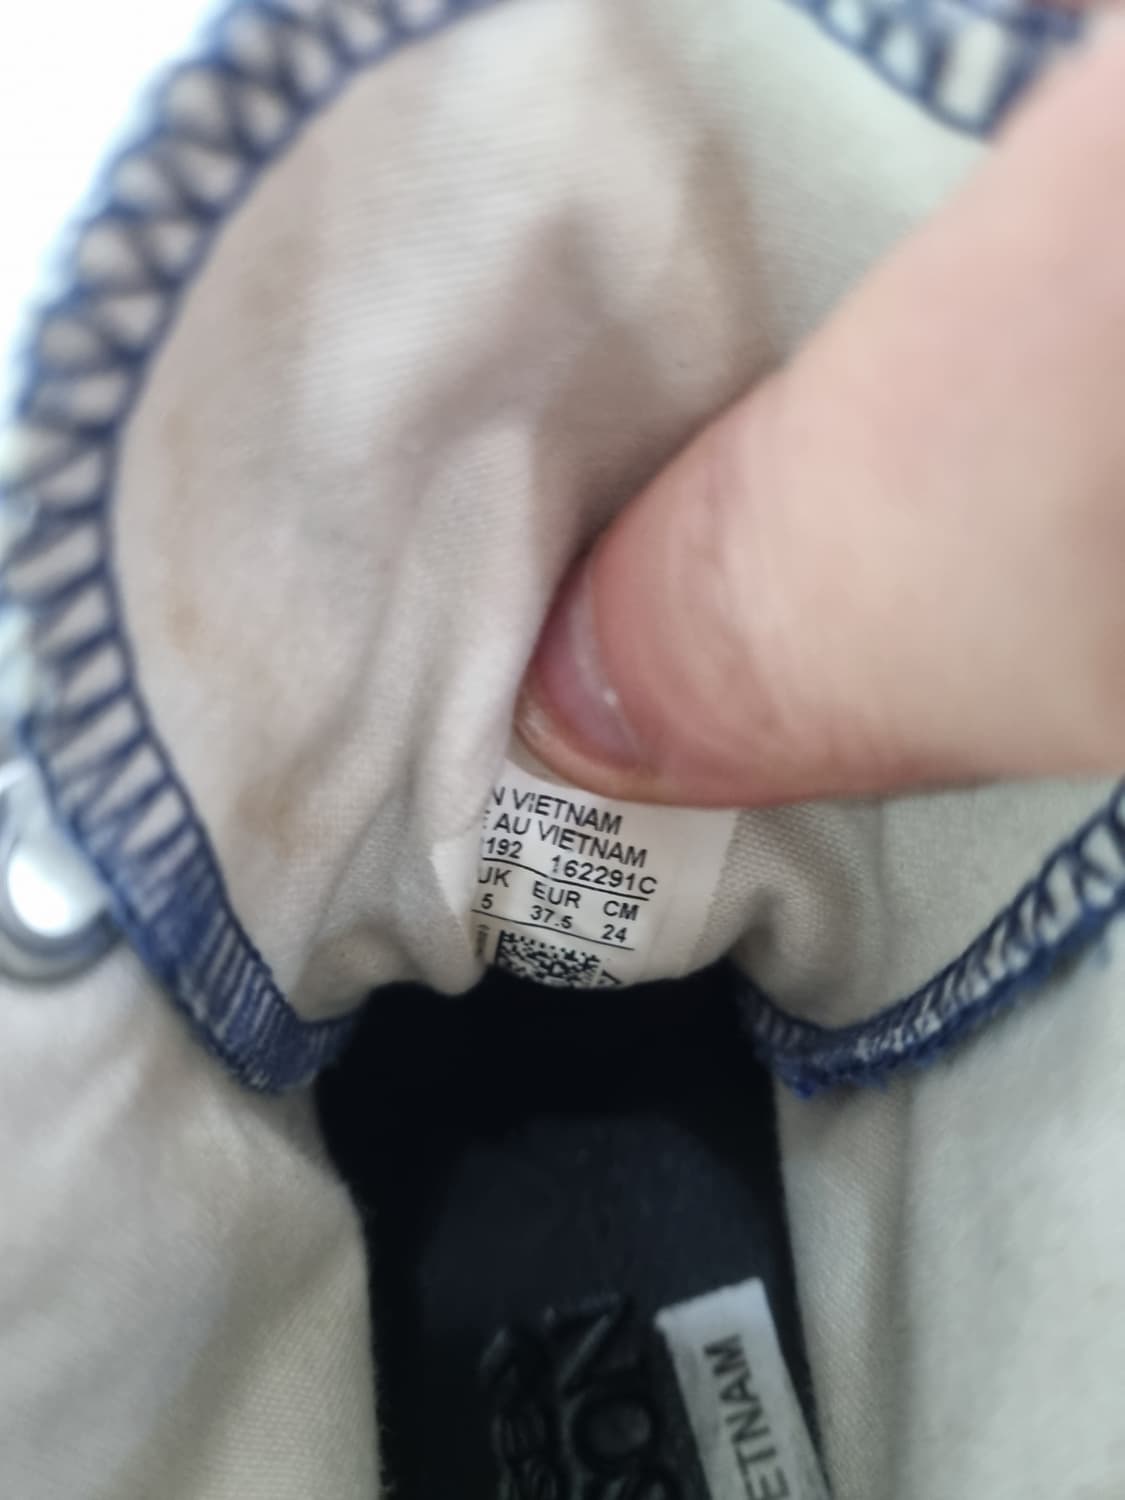 N VIETNAM
E AU VIETNAM
192 162291C
UK EUR CM
5 37.5 24
ETNAM